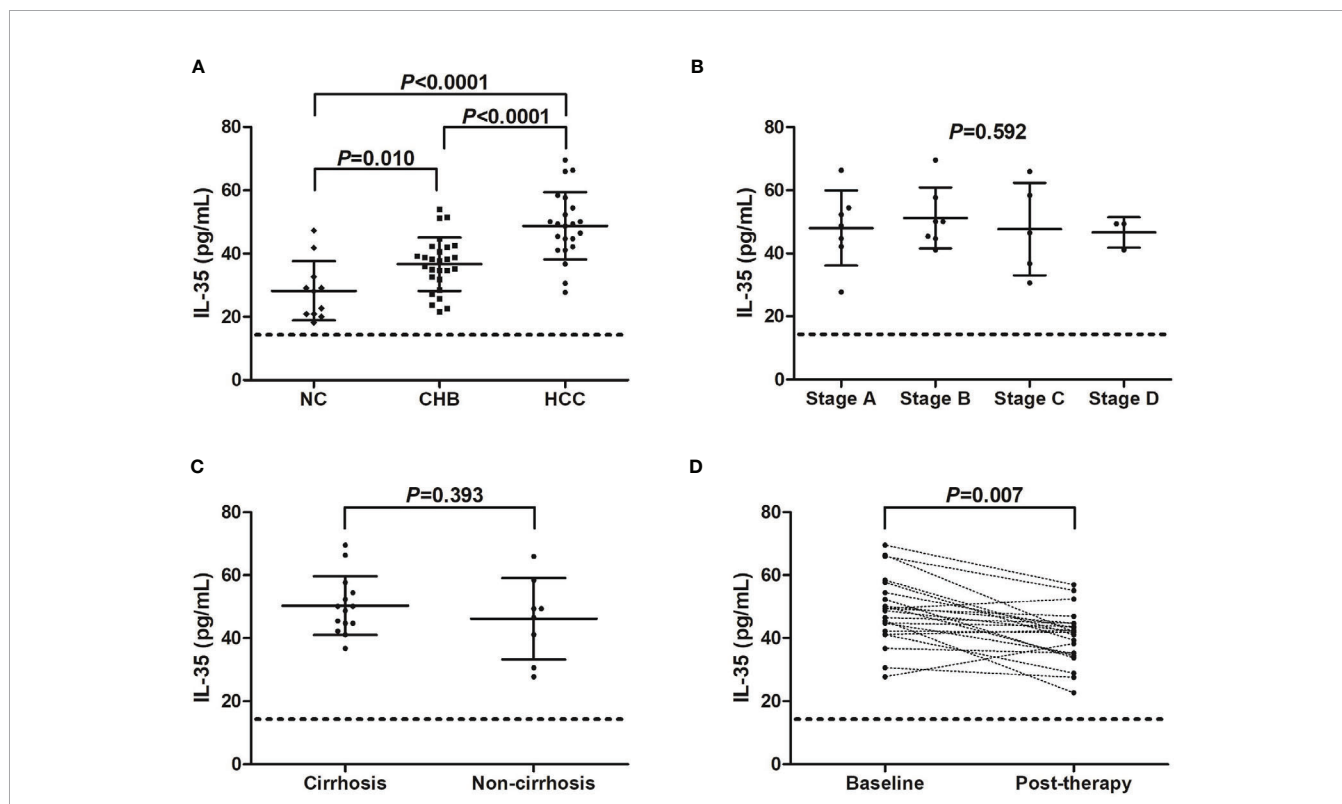 A
P<0.0001
P<0.0001
P=0.010
80
60
40
20
0
IL-35 (pg/mL)
NC CHB HCC
B
P=0.592
80
60
40
20
0
IL-35 (pg/mL)
Stage A Stage B Stage C Stage D
C
P=0.393
80
60
40
20
0
IL-35 (pg/mL)
Cirrhosis Non-cirrhosis
D
P=0.007
80
60
40
20
0
IL-35 (pg/mL)
Baseline Post-therapy